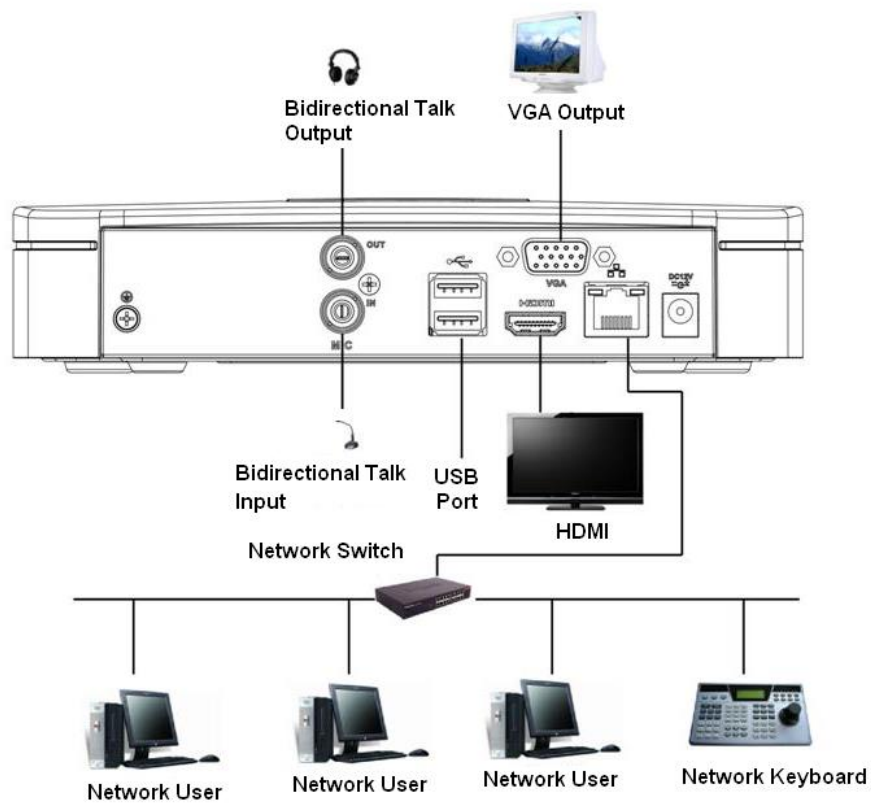 Bidirectional Talk
Output
VGA Output
OUT
VGA
DC12V
IN
HDMI
MIC
Bidirectional Talk
Input
USB
Port
HDMI
Network Switch
Network User
Network User
Network User
Network Keyboard